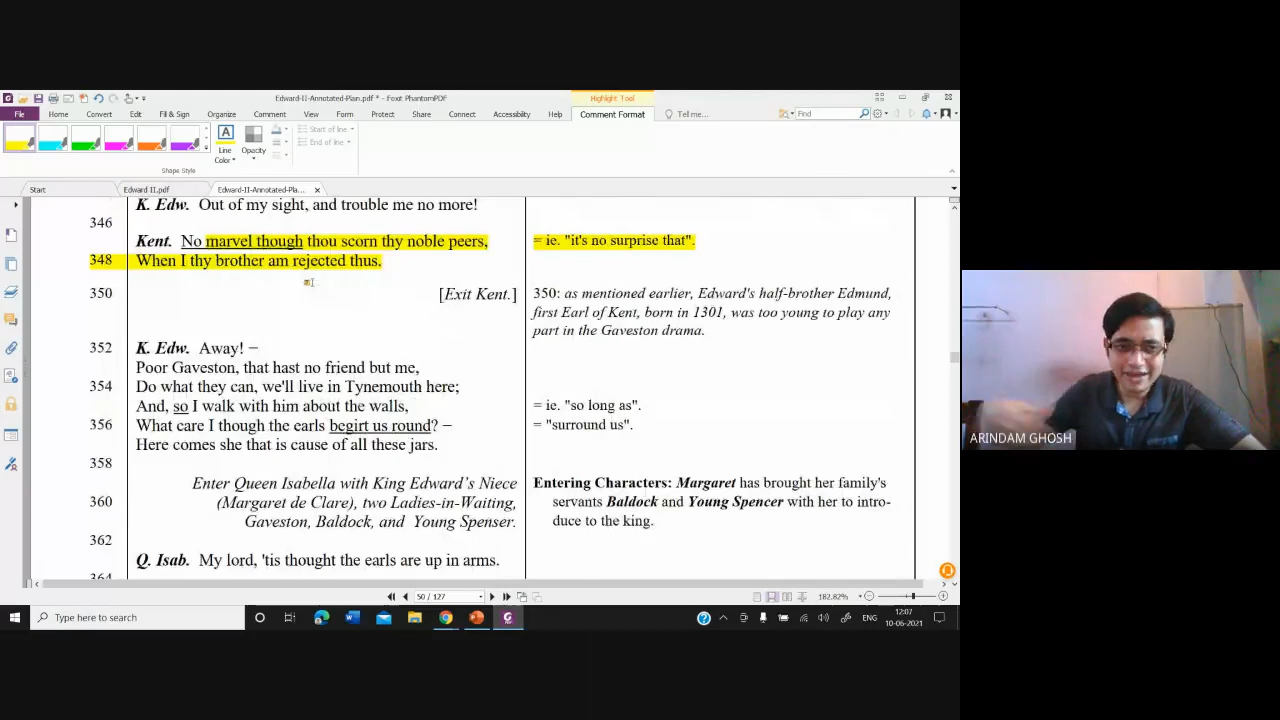 Edward-II-Annotated-Plan.pdf * - Foxit PhantomPDF
Highlight Tool
File Home Convert Edit Organize Fill & Sign Comment View Form Protect Share Connect Accessibility Help Comment Format Tell me... Find
Line Color
Opacity
Start of line
End of line
Shape Style
Start Edward II.pdf Edward-II-Annotated-Pla...
K. Edw. Out of my sight, and trouble me no more!
346
Kent. No marvel though thou scorn thy noble peers, = ie. "it's no surprise that".
348 When I thy brother am rejected thus.
350 [Exit Kent.] 350: as mentioned earlier, Edward's half-brother Edmund,
first Earl of Kent, born in 1301, was too young to play any
part in the Gaveston drama.
352 K. Edw. Away! −
Poor Gaveston, that hast no friend but me,
354 Do what they can, we'll live in Tynemouth here;
And, so I walk with him about the walls, = ie. "so long as".
356 What care I though the earls begirt us round? − = "surround us".
Here comes she that is cause of all these jars.
358
Enter Queen Isabella with King Edward's Niece Entering Characters: Margaret has brought her family's
360 (Margaret de Clare), two Ladies-in-Waiting, servants Baldock and Young Spencer with her to intro-
Gaveston, Baldock, and Young Spenser. duce to the king.
362
Q. Isab. My lord, 'tis thought the earls are up in arms.
364
50 / 127 182.82%
Type here to search ENG 12:07
10-06-2021
ARINDAM GHOSH